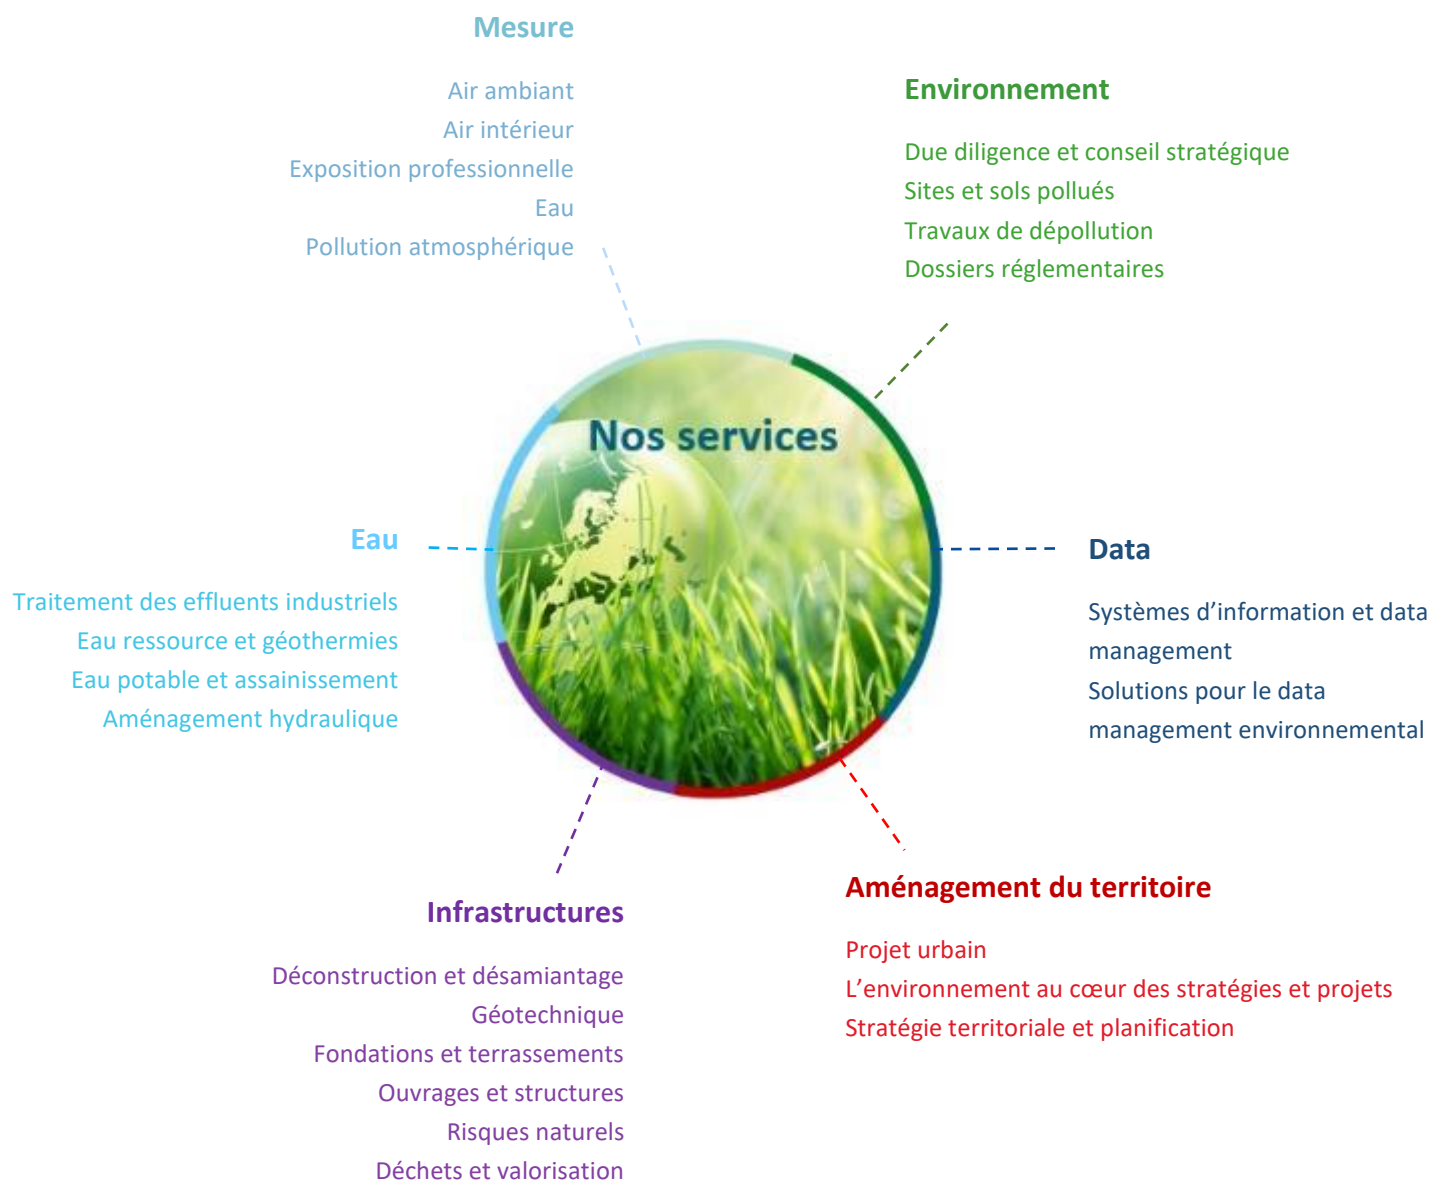 Mesure
Air ambiant
Air intérieur
Exposition professionnelle
Eau
Pollution atmosphérique
Environnement
Due diligence et conseil stratégique
Sites et sols pollués
Travaux de dépollution
Dossiers réglementaires
Nos services
Eau
Traitement des effluents industriels
Eau ressource et géothermies
Eau potable et assainissement
Aménagement hydraulique
Data
Systèmes d’information et data
management
Solutions pour le data
management environnemental
Infrastructures
Déconstruction et désamiantage
Géotechnique
Fondations et terrassements
Ouvrages et structures
Risques naturels
Déchets et valorisation
Aménagement du territoire
Projet urbain
L’environnement au cœur des stratégies et projets
Stratégie territoriale et planification